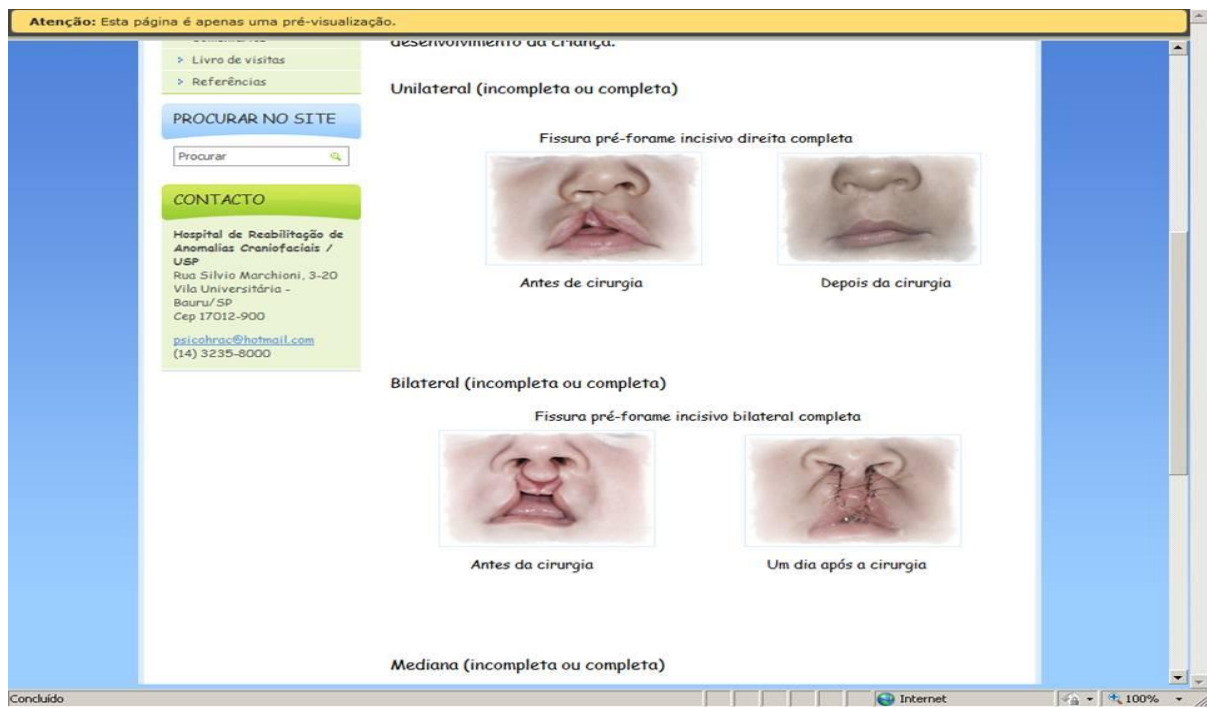 Atenção: Esta página é apenas uma pré-visualização.
> Livro de visitas
> Referências
PROCURAR NO SITE
Procurar
CONTACTO
Hospital de Reabilitação de
Anomalias Craniofaciais /
USP
Rua Silvio Marchioni, 3-20
Vila Universitária -
Bauru/SP
Cep 17012-900
psicohrac@hotmail.com
(14) 3235-8000
desenvolvimento da criança.
Unilateral (incompleta ou completa)
Fissura pré-forame incisivo direita completa
Antes de cirurgia
Depois da cirurgia
Bilateral (incompleta ou completa)
Fissura pré-forame incisivo bilateral completa
Antes da cirurgia
Um dia após a cirurgia
Mediana (incompleta ou completa)
Concluído
Internet
100%